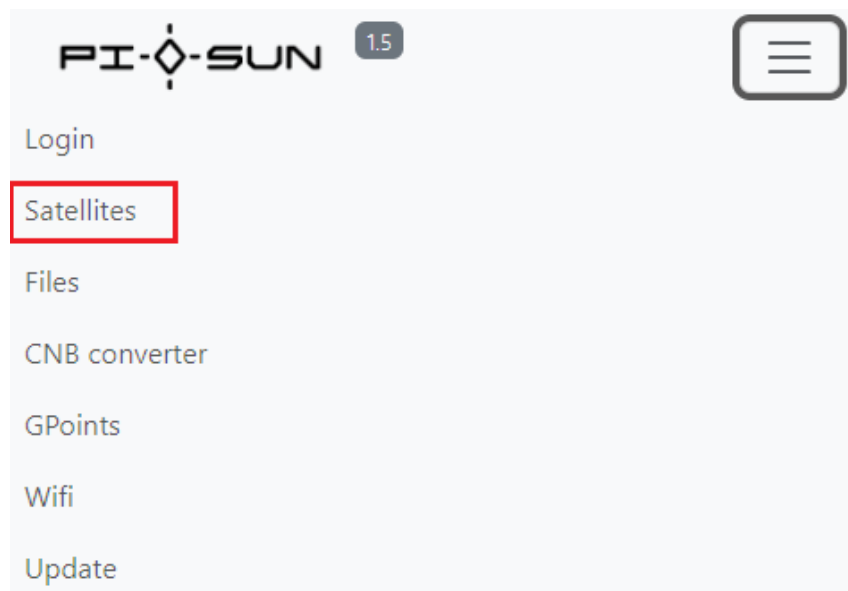 PI-SUN 1.5
Login
Satellites
Files
CNB converter
GPoints
Wifi
Update